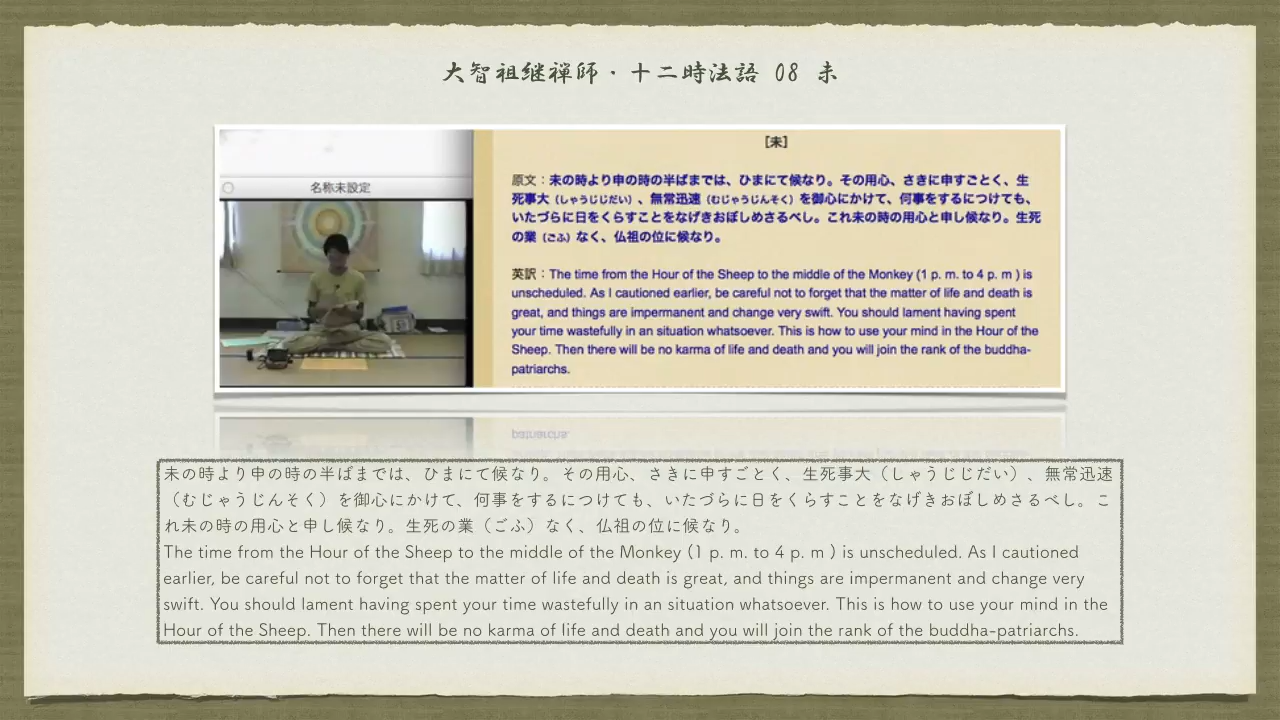 大智祖継禅師・十二時法語 08 未
名称未設定
[未]
原文：未の時より申の時の半ばまでは、ひまにて候なり。その用心、さきに申すごとく、生
死事大（しゃうじじだい）、無常迅速（むじゃうじんそく）を御心にかけて、何事をするにつけても、
いたづらに日をくらすことをなげきおぼしめさるべし。これ未の時の用心と申し候なり。生死
の業（ごふ）なく、仏祖の位に候なり。
英訳：The time from the Hour of the Sheep to the middle of the Monkey (1 p. m. to 4 p. m ) is
unscheduled. As I cautioned earlier, be careful not to forget that the matter of life and death is
great, and things are impermanent and change very swift. You should lament having spent
your time wastefully in an situation whatsoever. This is how to use your mind in the Hour of the
Sheep. Then there will be no karma of life and death and you will join the rank of the buddha-
patriarchs.
未の時より申の時の半ばまでは、ひまにて候なり。その用心、さきに申すごとく、生死事大（しゃうじじだい）、無常迅速
（むじゃうじんそく）を御心にかけて、何事をするにつけても、いたづらに日をくらすことをなげきおぼしめさるべし。こ
れ未の時の用心と申し候なり。生死の業（ごふ）なく、仏祖の位に候なり。
The time from the Hour of the Sheep to the middle of the Monkey (1 p. m. to 4 p. m ) is unscheduled. As I cautioned
earlier, be careful not to forget that the matter of life and death is great, and things are impermanent and change very
swift. You should lament having spent your time wastefully in an situation whatsoever. This is how to use your mind in the
Hour of the Sheep. Then there will be no karma of life and death and you will join the rank of the buddha-patriarchs.